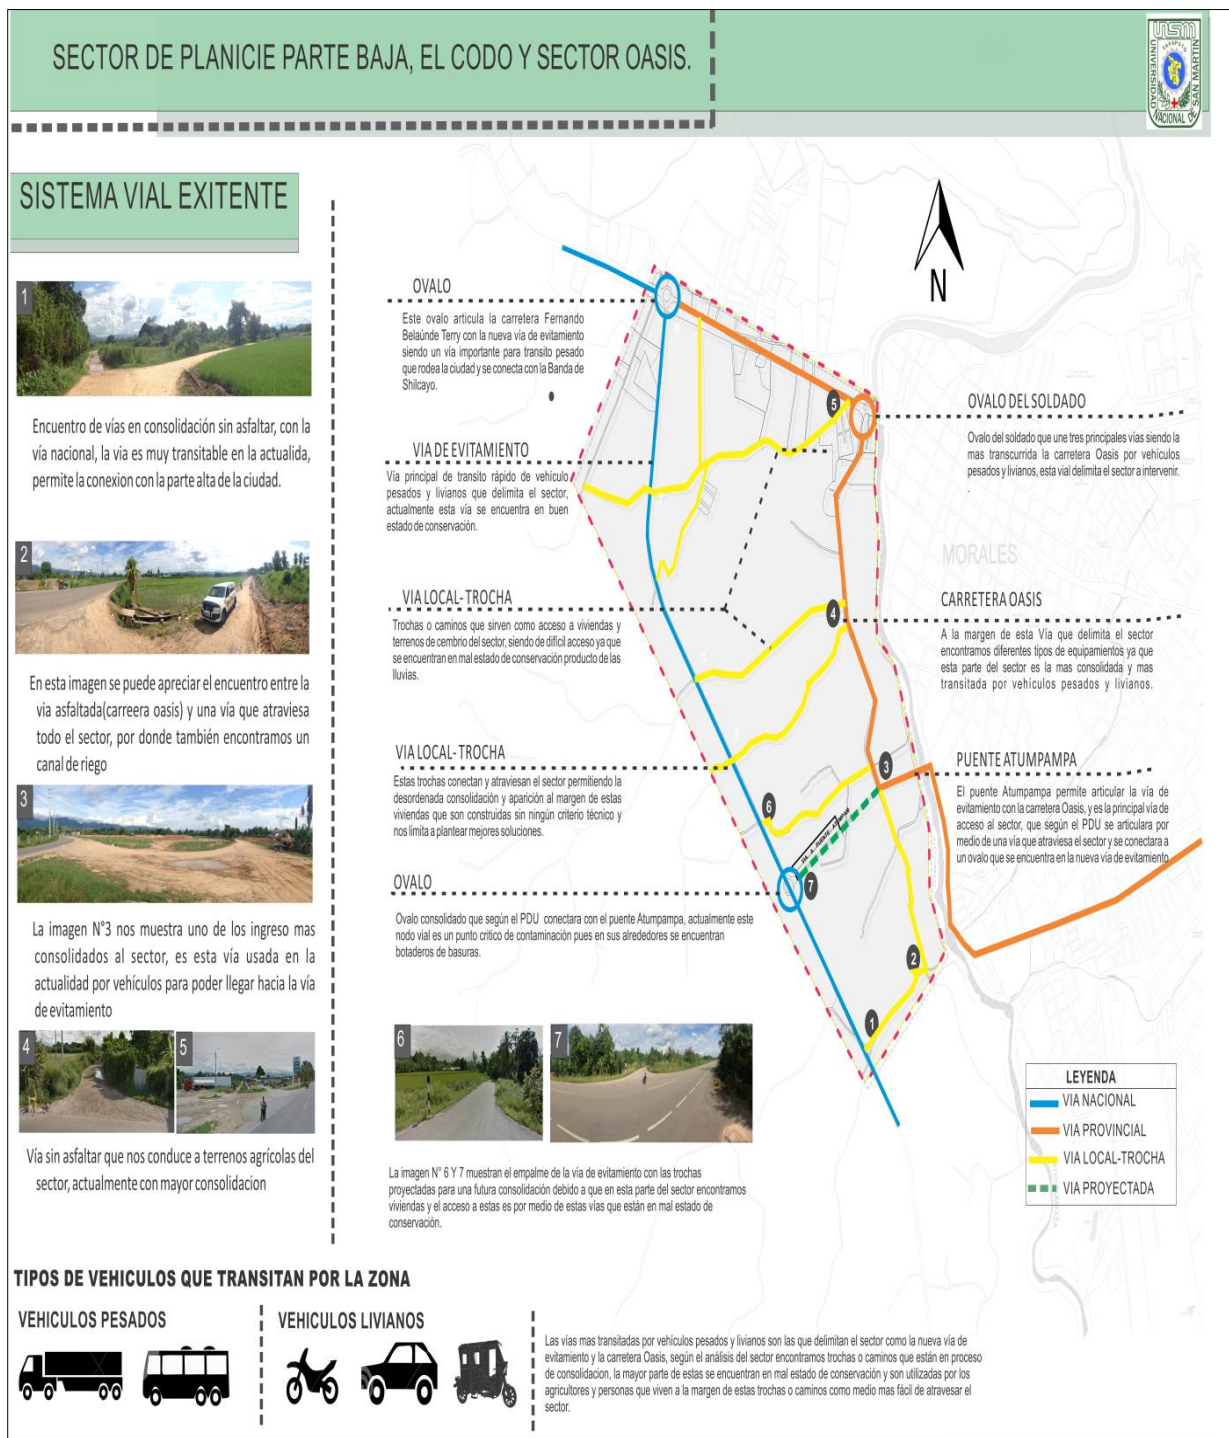 SECTOR DE PLANICIE PARTE BAJA, EL CODO Y SECTOR OASIS.
UNSM
TARAPOTO
UNIVERSIDAD NACIONAL DE SAN MARTIN
SISTEMA VIAL EXITENTE
1
Encuentro de vías en consolidación sin asfaltar, con la
vía nacional, la via es muy transitable en la actualida,
permite la conexion con la parte alta de la ciudad.
2
En esta imagen se puede apreciar el encuentro entre la
via asfaltada(carreera oasis) y una vía que atraviesa
todo el sector, por donde también encontramos un
canal de riego
3
La imagen N°3 nos muestra uno de los ingreso mas
consolidados al sector, es esta vía usada en la
actualidad por vehículos para poder llegar hacia la vía
de evitamiento
4
5
Vía sin asfaltar que nos conduce a terrenos agrícolas del
sector, actualmente con mayor consolidacion
OVALO
Este ovalo articula la carretera Fernando
Belaúnde Terry con la nueva vía de evitamiento
siendo un vía importante para transito pesado
que rodea la ciudad y se conecta con la Banda de
Shilcayo.
VIA DE EVITAMIENTO
Vía principal de transito rápido de vehículo
pesados y livianos que delimita el sector,
actualmente esta vía se encuentra en buen
estado de conservación.
VIA LOCAL- TROCHA
Trochas o caminos que sirven como acceso a viviendas y
terrenos de cembrio del sector, siendo de difícil acceso ya que
se encuentran en mal estado de conservación producto de las
lluvias.
VIA LOCAL- TROCHA
Estas trochas conectan y atraviesan el sector permitiendo la
desordenada consolidación y aparición al margen de estas
viviendas que son construidas sin ningún criterio técnico y
nos limita a plantear mejores soluciones.
OVALO
Ovalo consolidado que según el PDU conectara con el puente Atumpampa, actualmente este
nodo vial es un punto critico de contaminación pues en sus alrededores se encuentran
botaderos de basuras.
6
7
La imagen N° 6 Y 7 muestran el empalme de la vía de evitamiento con las trochas
proyectadas para una futura consolidación debido a que en esta parte del sector encontramos
viviendas y el acceso a estas es por medio de estas vías que están en mal estado de
conservación.
N
5
4
3
6
7
2
1
MORALES
OVALO DEL SOLDADO
Ovalo del soldado que une tres principales vías siendo la
mas transcurrida la carretera Oasis por vehículos
pesados y livianos, esta vial delimita el sector a intervenir.
.
CARRETERA OASIS
A la margen de esta Vía que delimita el sector
encontramos diferentes tipos de equipamientos ya que
esta parte del sector es la mas consolidada y mas
transitada por vehículos pesados y livianos.
PUENTE ATUMPAMPA
El puente Atumpampa permite articular la vía de
evitamiento con la carretera Oasis, y es la principal vía de
acceso al sector, que según el PDU se articulara por
medio de una vía que atraviesa el sector y se conectara a
un ovalo que se encuentra en la nueva vía de evitamiento
LEYENDA
VIA NACIONAL
VIA PROVINCIAL
VIA LOCAL-TROCHA
VIA PROYECTADA
TIPOS DE VEHICULOS QUE TRANSITAN POR LA ZONA
VEHICULOS PESADOS
VEHICULOS LIVIANOS
Las vías mas transitadas por vehículos pesados y livianos son las que delimitan el sector como la nueva vía de
evitamiento y la carretera Oasis, según el análisis del sector encontramos trochas o caminos que están en proceso
de consolidacion, la mayor parte de estas se encuentran en mal estado de conservación y son utilizadas por los
agricultores y personas que viven a la margen de estas trochas o caminos como medio mas fácil de atravesar el
sector.